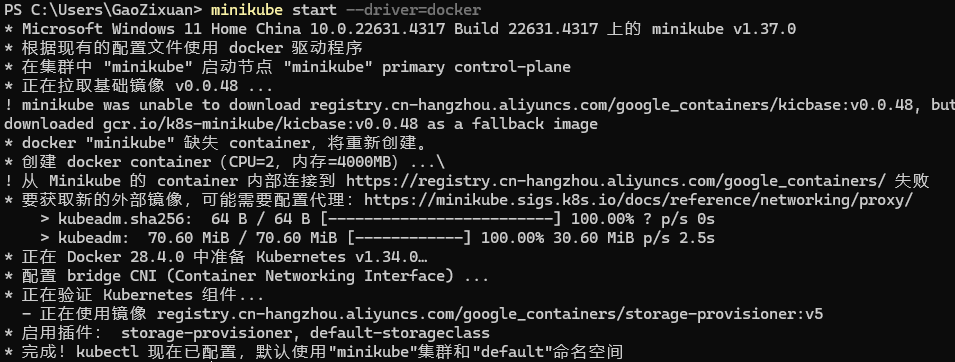 PS C:\Users\GaoZixuan> minikube start --driver=docker
* Microsoft Windows 11 Home China 10.0.22631.4317 Build 22631.4317 上的 minikube v1.37.0
* 根据现有的配置文件使用 docker 驱动程序
* 在集群中 "minikube" 启动节点 "minikube" primary control-plane
* 正在拉取基础镜像 v0.0.48 ...
! minikube was unable to download registry.cn-hangzhou.aliyuncs.com/google_containers/kicbase:v0.0.48, but
downloaded gcr.io/k8s-minikube/kicbase:v0.0.48 as a fallback image
* docker "minikube" 缺失 container，将重新创建。
* 创建 docker container（CPU=2，内存=4000MB）...\
! 从 Minikube 的 container 内部连接到 https://registry.cn-hangzhou.aliyuncs.com/google_containers/ 失败
* 要获取新的外部镜像，可能需要配置代理：https://minikube.sigs.k8s.io/docs/reference/networking/proxy/
    > kubeadm.sha256:  64 B / 64 B [-------------------------] 100.00% ? p/s 0s
    > kubeadm:  70.60 MiB / 70.60 MiB [------------] 100.00% 30.60 MiB p/s 2.5s
* 正在 Docker 28.4.0 中准备 Kubernetes v1.34.0…
* 配置 bridge CNI (Container Networking Interface) ...
* 正在验证 Kubernetes 组件...
  - 正在使用镜像 registry.cn-hangzhou.aliyuncs.com/google_containers/storage-provisioner:v5
* 启用插件： storage-provisioner, default-storageclass
* 完成！kubectl 现在已配置，默认使用"minikube"集群和"default"命名空间